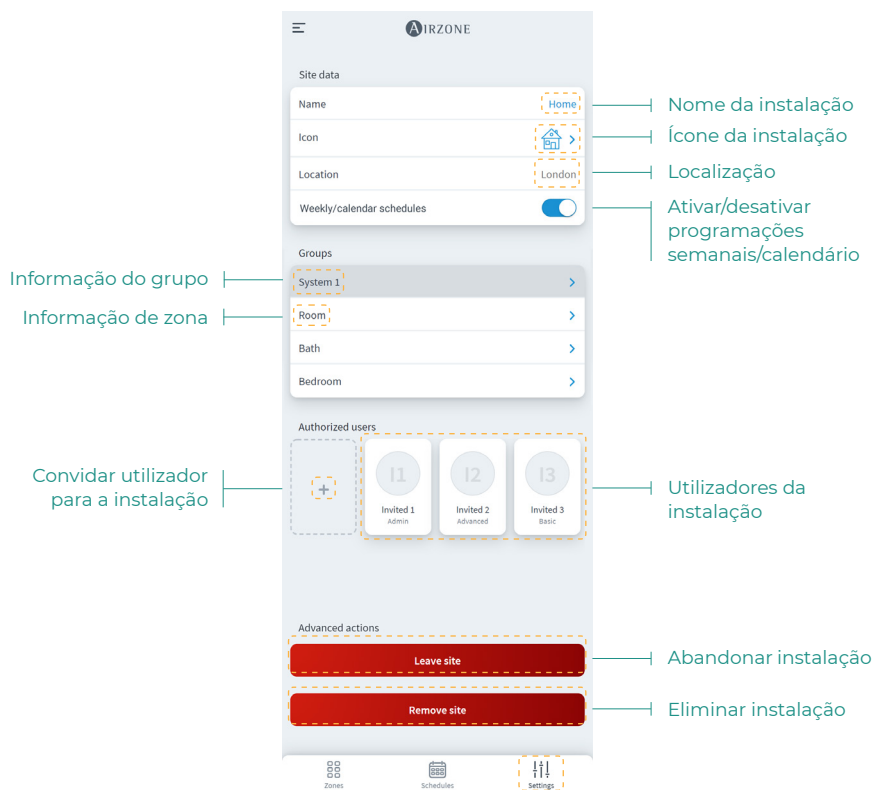 AIRZONE
Site data
Name
Home
Nome da instalação
Icon
Ícone da instalação
Location
London
Localização
Weekly/calendar schedules
Ativar/desativar
programações
semanais/calendário
Groups
Informação do grupo
System 1
Informação de zona
Room
Bath
Bedroom
Authorized users
Convidar utilizador
para a instalação
+
I1
Invited 1
Admin
I2
Invited 2
Advanced
I3
Invited 3
Basic
Utilizadores da
instalação
Advanced actions
Leave site
Abandonar instalação
Remove site
Eliminar instalação
Zones
Schedules
Settings